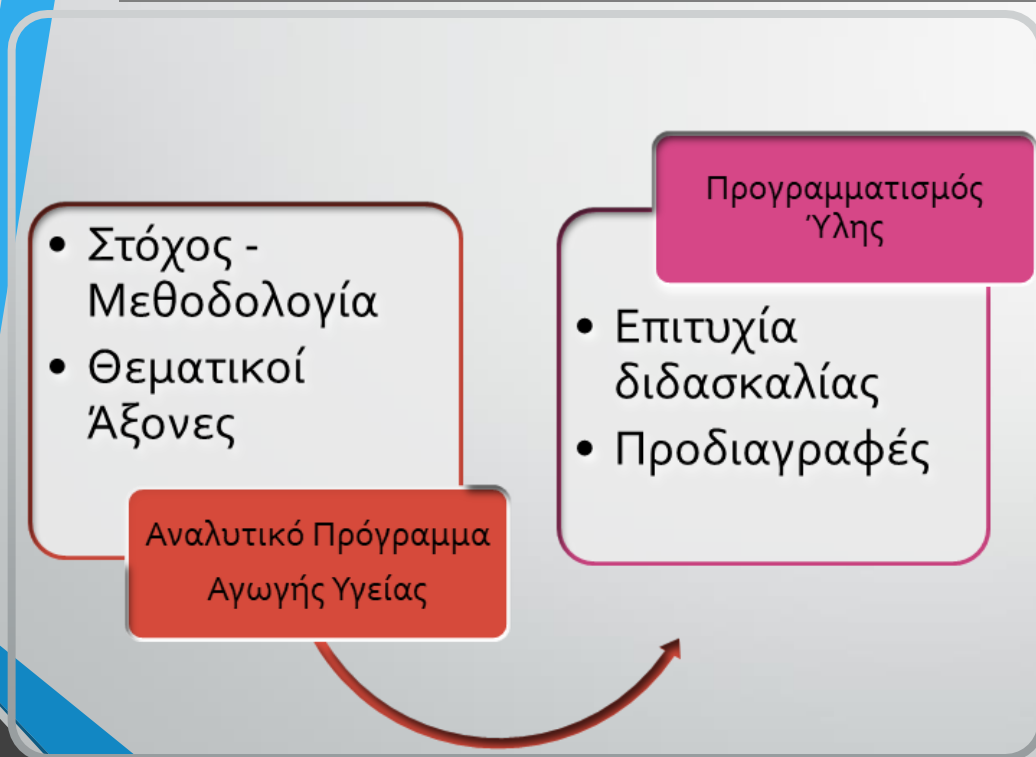 • Στόχος -
Μεθοδολογία
• Θεματικοί
Άξονες
Αναλυτικό Πρόγραμμα
Αγωγής Υγείας
Προγραμματισμός
Ύλης
• Επιτυχία
διδασκαλίας
• Προδιαγραφές